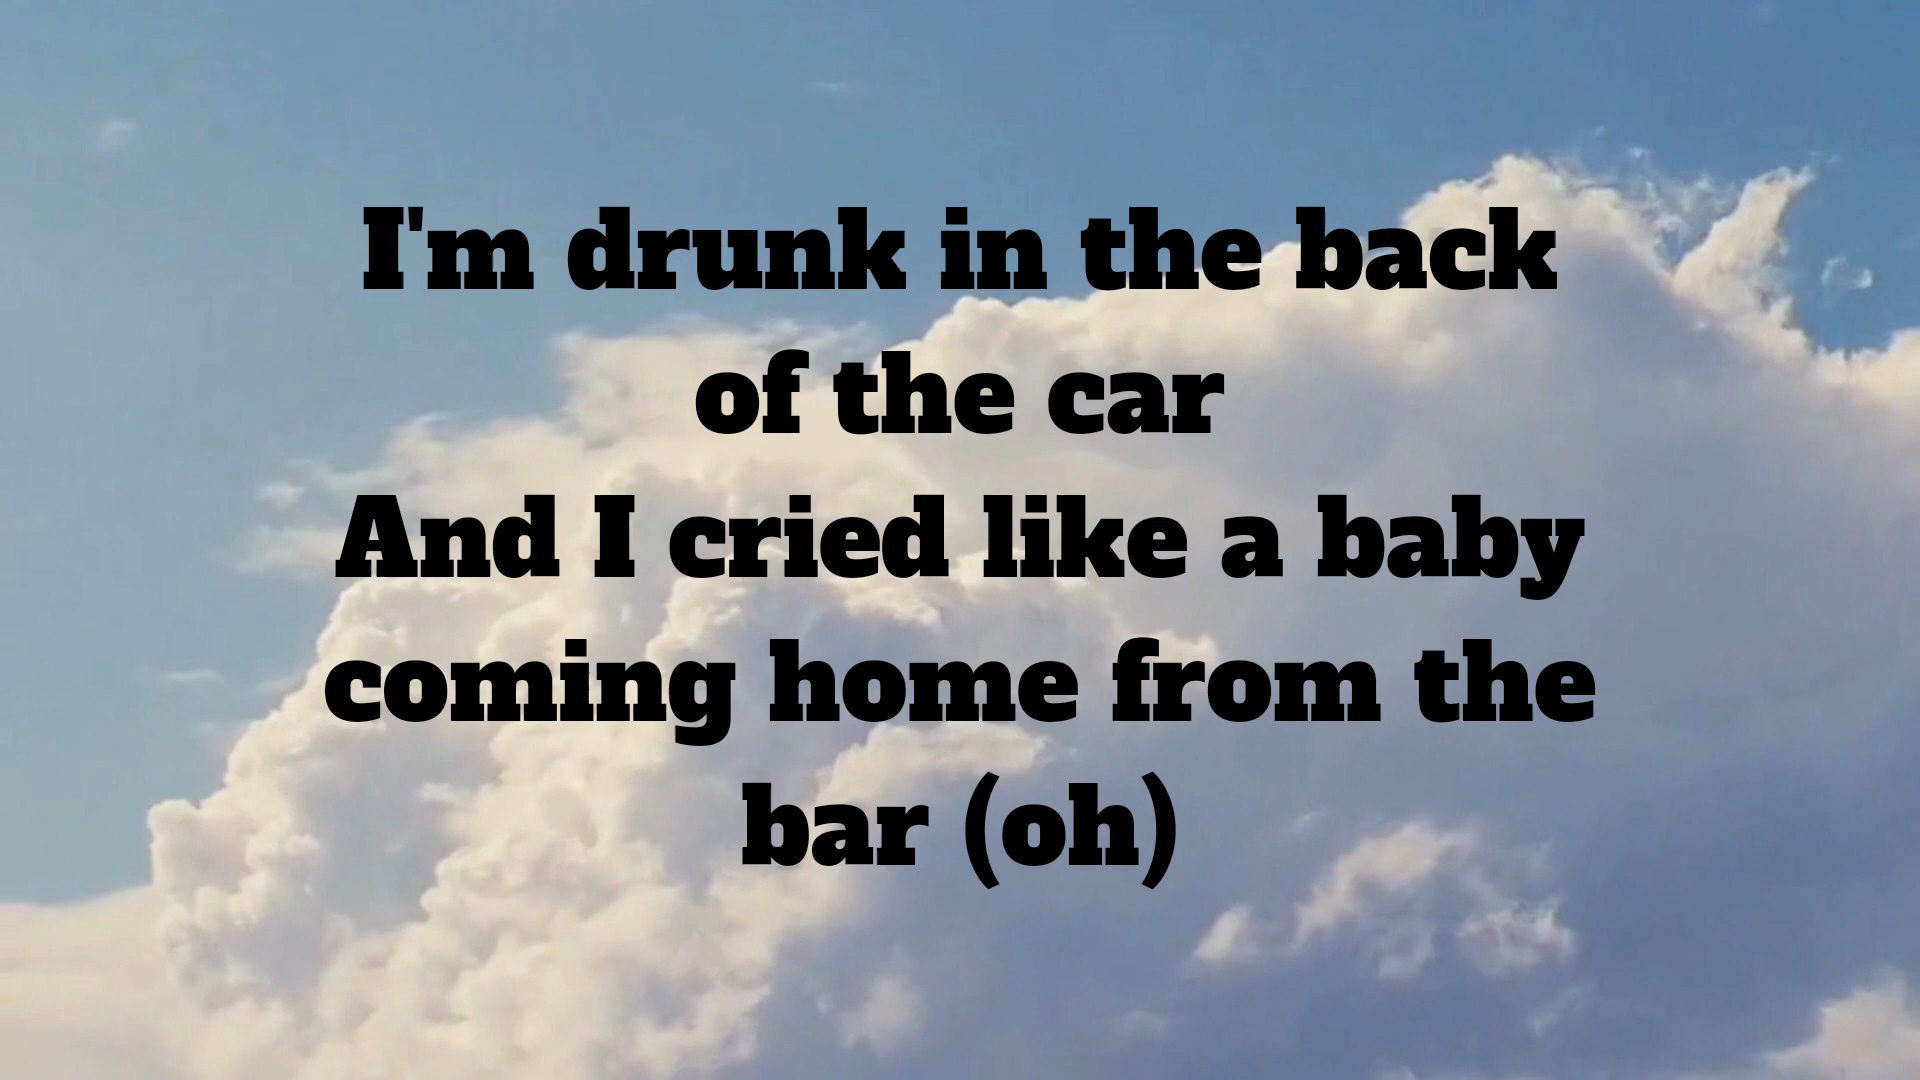 I'm drunk in the back
of the car
And I cried like a baby
coming home from the
bar (oh)